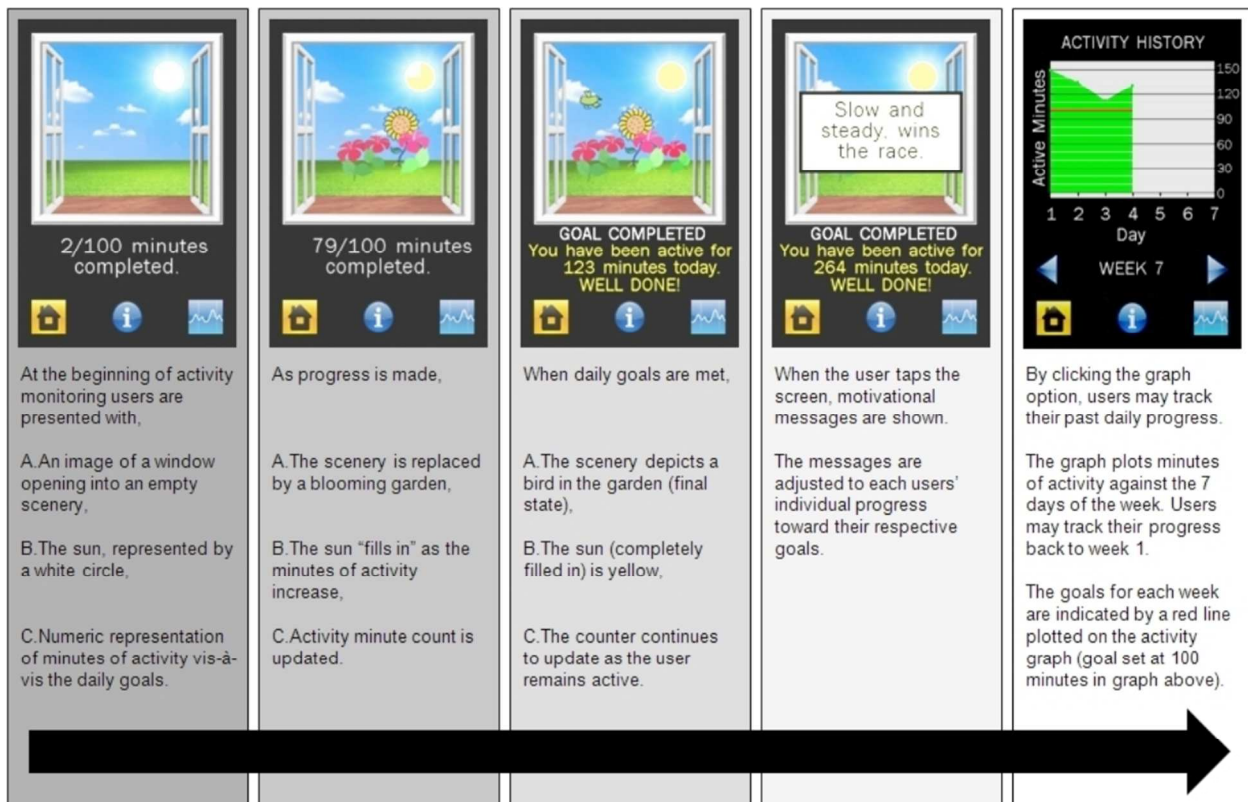 2/100 minutes
completed.
At the beginning of activity
monitoring users are
presented with,
A.An image of a window
opening into an empty
scenery,
B.The sun, represented by
a white circle,
C.Numeric representation
of minutes of activity vis-à-
vis the daily goals.
79/100 minutes
completed.
As progress is made,
A.The scenery is replaced
by a blooming garden,
B.The sun “fills in” as the
minutes of activity
increase,
C.Activity minute count is
updated.
GOAL COMPLETED
You have been active for
123 minutes today.
WELL DONE!
When daily goals are met,
A.The scenery depicts a
bird in the garden (final
state),
B.The sun (completely
filled in) is yellow,
C.The counter continues
to update as the user
remains active.
Slow and
steady, wins
the race.
GOAL COMPLETED
You have been active for
264 minutes today.
WELL DONE!
When the user taps the
screen, motivational
messages are shown.
The messages are
adjusted to each users’
individual progress
toward their respective
goals.
ACTIVITY HISTORY
Active Minutes
150
120
90
60
30
0
1 2 3 4 5 6 7
Day
WEEK 7
By clicking the graph
option, users may track
their past daily progress.
The graph plots minutes
of activity against the 7
days of the week. Users
may track their progress
back to week 1.
The goals for each week
are indicated by a red line
plotted on the activity
graph (goal set at 100
minutes in graph above).